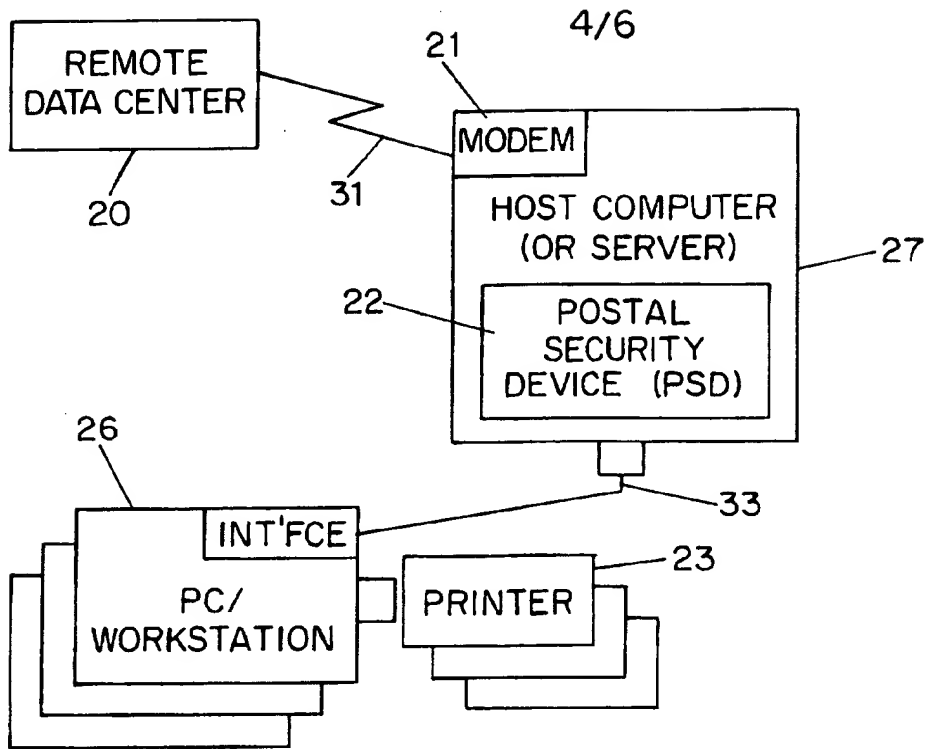 4/6
REMOTE
DATA CENTER
20
31
21
MODEM
HOST COMPUTER
(OR SERVER)
27
22
POSTAL
SECURITY
DEVICE (PSD)
33
26
INT'FCE
PC/
WORKSTATION
23
PRINTER